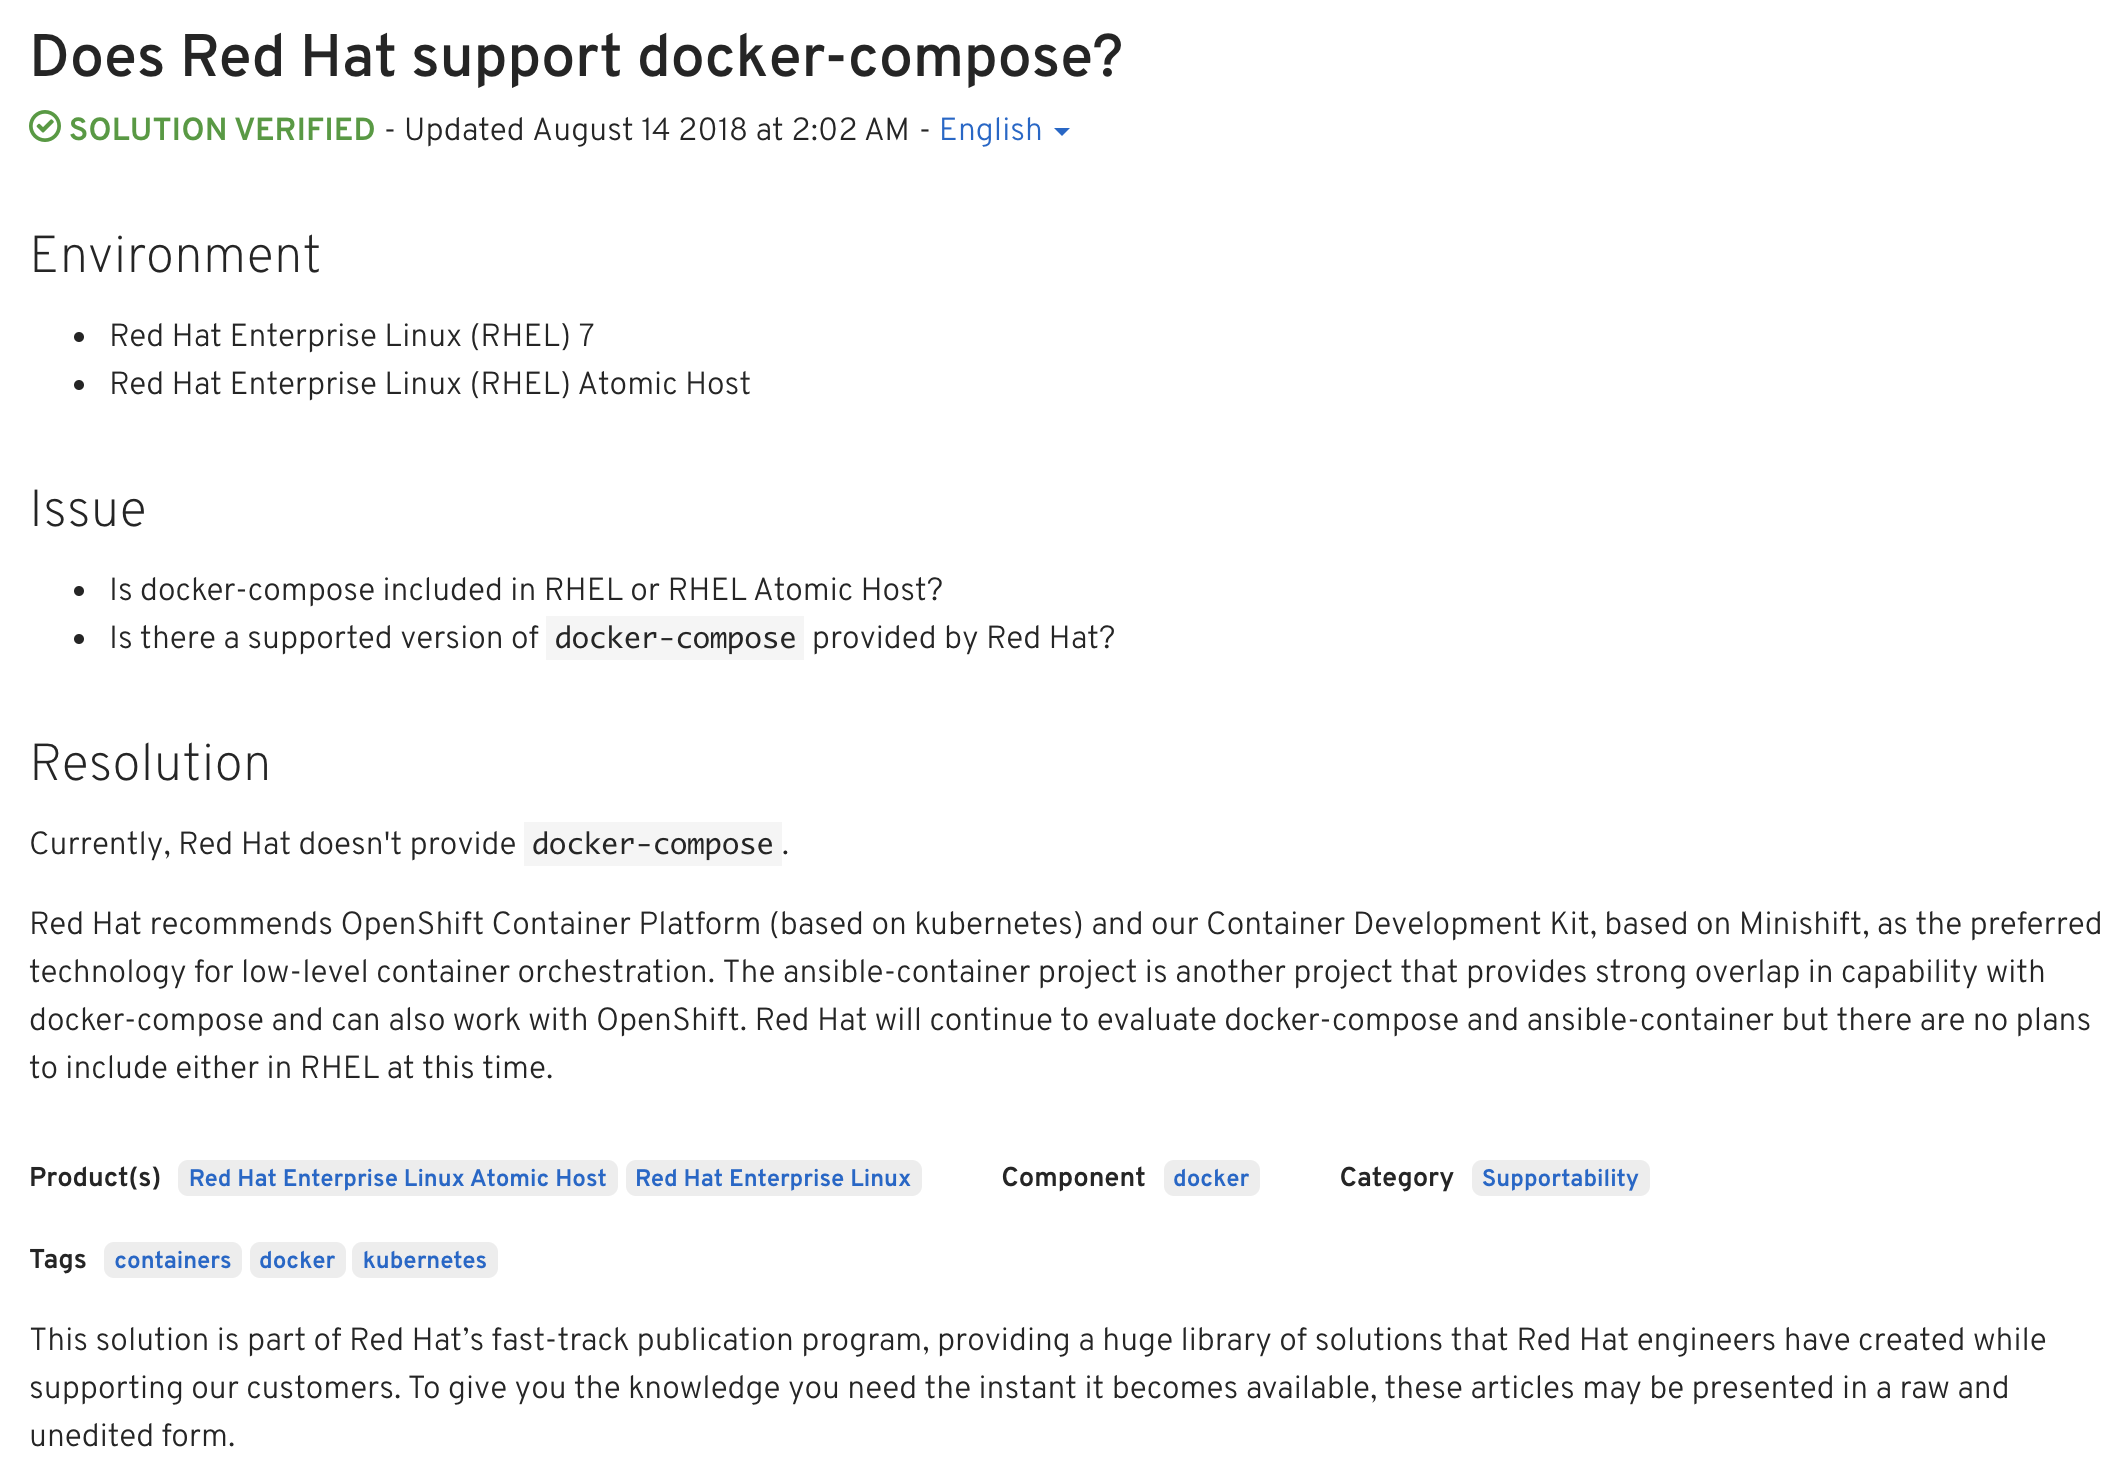 Does Red Hat support docker-compose?
SOLUTION VERIFIED - Updated August 14 2018 at 2:02 AM - English
Environment
• Red Hat Enterprise Linux (RHEL) 7
• Red Hat Enterprise Linux (RHEL) Atomic Host
Issue
• Is docker-compose included in RHEL or RHEL Atomic Host?
• Is there a supported version of docker-compose provided by Red Hat?
Resolution
Currently, Red Hat doesn't provide docker-compose.
Red Hat recommends OpenShift Container Platform (based on kubernetes) and our Container Development Kit, based on Minishift, as the preferred
technology for low-level container orchestration. The ansible-container project is another project that provides strong overlap in capability with
docker-compose and can also work with OpenShift. Red Hat will continue to evaluate docker-compose and ansible-container but there are no plans
to include either in RHEL at this time.
Product(s) Red Hat Enterprise Linux Atomic Host Red Hat Enterprise Linux Component docker Category Supportability
Tags containers docker kubernetes
This solution is part of Red Hat’s fast-track publication program, providing a huge library of solutions that Red Hat engineers have created while
supporting our customers. To give you the knowledge you need the instant it becomes available, these articles may be presented in a raw and
unedited form.